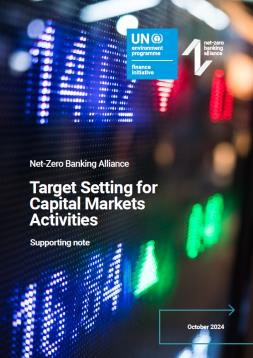 UN
environment
programme
finance
initiative
net-zero
banking
alliance
Net-Zero Banking Alliance
Target Setting for
Capital Markets
Activities
Supporting note
October 2024